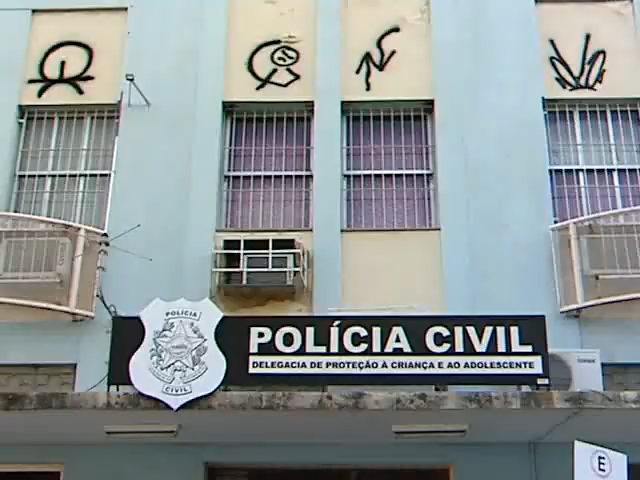 POLÍCIA
CIVIL
POLÍCIA CIVIL
DELEGACIA DE PROTEÇÃO À CRIANÇA E AO ADOLESCENTE
E